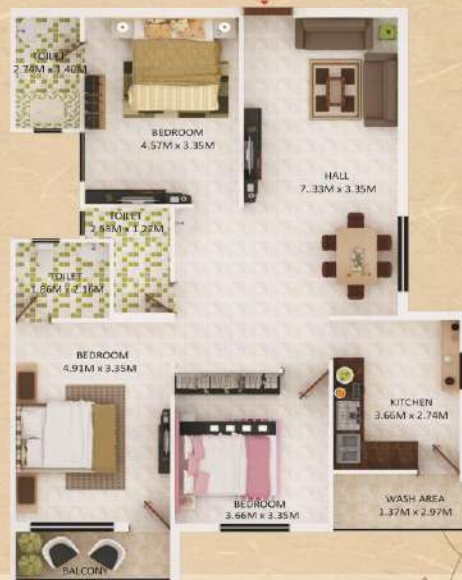 TOILET
2.74M x 1.40M
BEDROOM
4.57M x 3.35M
HALL
7.33M x 3.35M
TOILET
2.58M x 1.22M
TOILET
1.86M x 2.16M
BEDROOM
4.91M x 3.35M
KITCHEN
3.66M x 2.74M
BEDROOM
3.66M x 3.35M
WASH AREA
1.37M x 2.97M
BALCONY